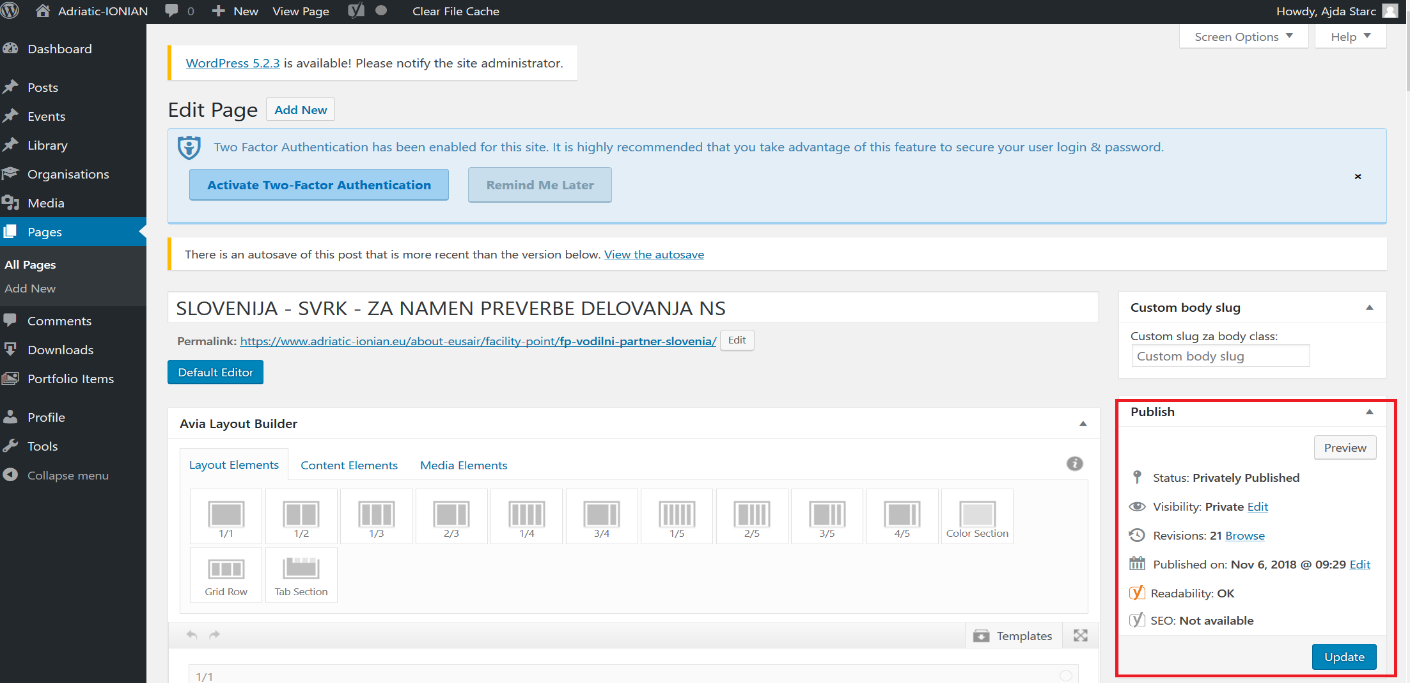 Adriatic-IONIAN 0 New View Page Clear File Cache Howdy, Ajda Starc
Screen Options Help
Dashboard
Posts
Events
Library
Organisations
Media
Pages
All Pages
Add New
Comments
Downloads
Portfolio Items
Profile
Tools
Collapse menu
WordPress 5.2.3 is available! Please notify the site administrator.
Edit Page Add New
Two Factor Authentication has been enabled for this site. It is highly recommended that you take advantage of this feature to secure your user login & password.
Activate Two-Factor Authentication Remind Me Later
There is an autosave of this post that is more recent than the version below. View the autosave
SLOVENIJA - SVRK - ZA NAMEN PREVERBE DELOVANJA NS
Permalink: https://www.adriatic-ionian.eu/about-eusair/facility-point/fp-vodilni-partner-slovenia/ Edit
Default Editor
Avia Layout Builder
Layout Elements Content Elements Media Elements
1/1 1/2 1/3 2/3 1/4 3/4 1/5 2/5 3/5 4/5 Color Section
Grid Row Tab Section
Templates
1/1
Custom body slug
Custom slug za body class:
Custom body slug
Publish
Preview
Status: Privately Published
Visibility: Private Edit
Revisions: 21 Browse
Published on: Nov 6, 2018 @ 09:29 Edit
Readability: OK
SEO: Not available
Update